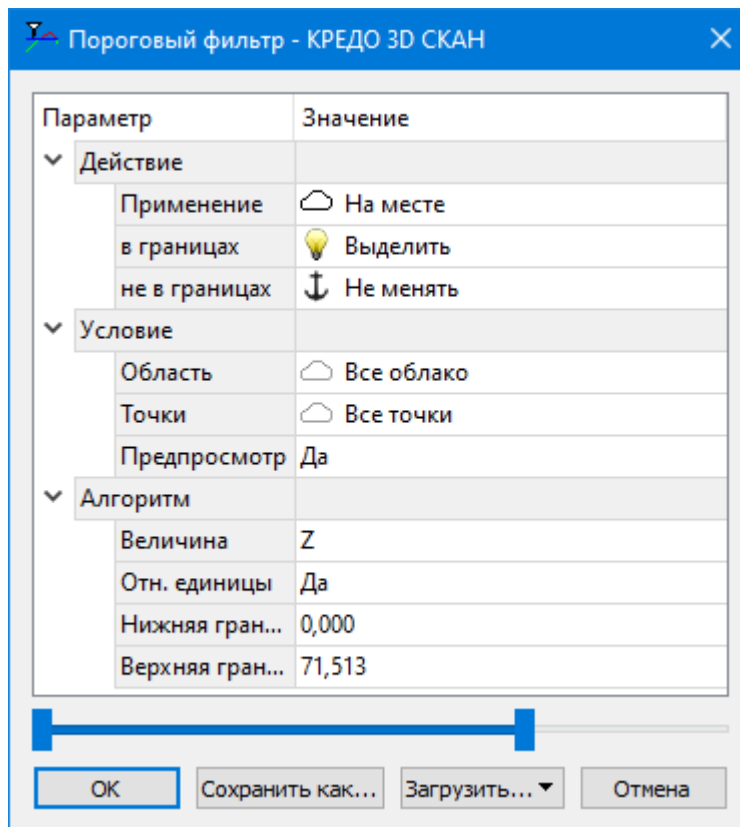 Пороговый фильтр - КРЕДО 3D СКАН
Параметр Значение
Действие
Применение На месте
в границах Выделить
не в границах Не менять
Условие
Область Все облако
Точки Все точки
Предпросмотр Да
Алгоритм
Величина Z
Отн. единицы Да
Нижняя гран... 0,000
Верхняя гран... 71,513
OK Сохранить как... Загрузить... Отмена